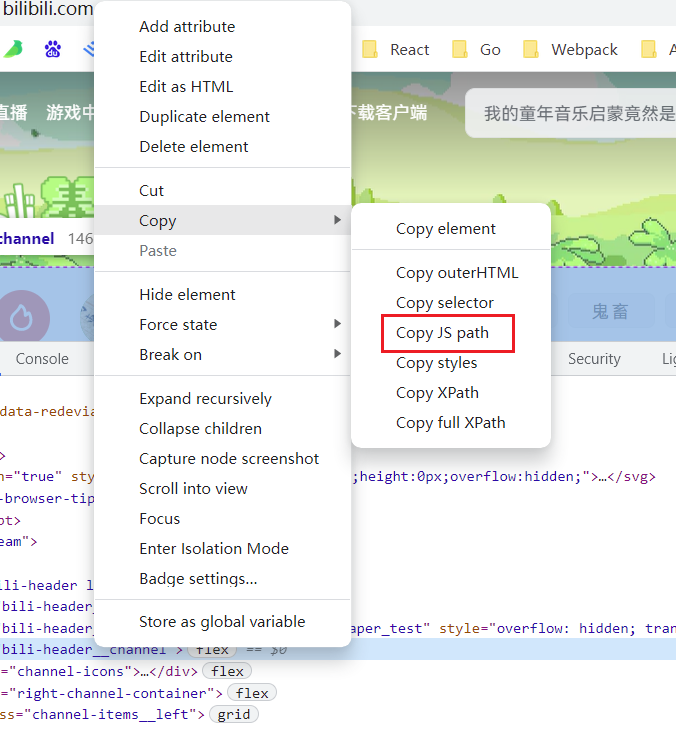 bilibili.com
React
Go
Webpack
直播
游戏中
下载客户端
我的童年音乐启蒙竟然是
channel
146
鬼畜
Console
Security
Add attribute
Edit attribute
Edit as HTML
Duplicate element
Delete element
Cut
Copy
Paste
Hide element
Force state
Break on
Expand recursively
Collapse children
Capture node screenshot
Scroll into view
Focus
Enter Isolation Mode
Badge settings...
Store as global variable
Copy element
Copy outerHTML
Copy selector
Copy JS path
Copy styles
Copy XPath
Copy full XPath
data-redevia
>
="true" sty
;height:0px;overflow:hidden;">…</svg>
-browser-tip
pt>
eam">
ili-header l
bili-header_
bili-header_
aper_test" style="overflow: hidden; tran
bili-header__channel"> flex == $0
="channel-icons">…</div> flex
="right-channel-container"> flex
ss="channel-items__left"> grid